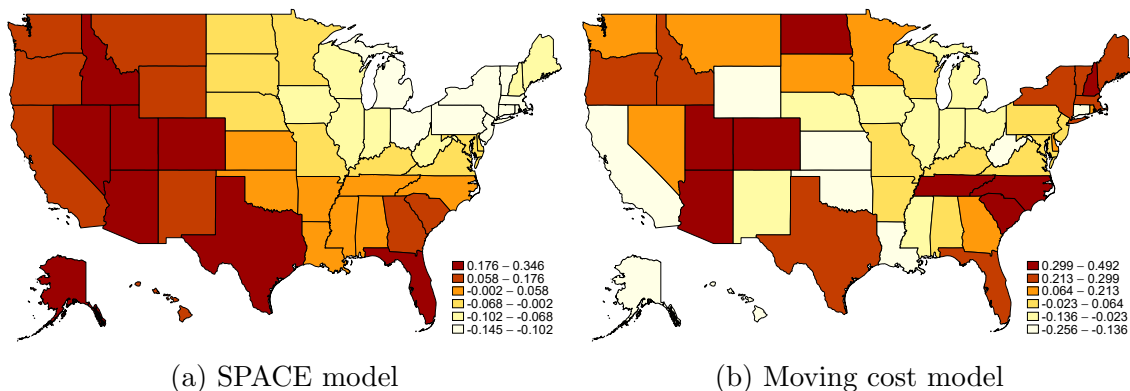 0.176 – 0.346
0.058 – 0.176
-0.002 – 0.058
-0.068 – -0.002
-0.102 – -0.068
-0.145 – -0.102
(a) SPACE model
0.299 – 0.492
0.213 – 0.299
0.064 – 0.213
-0.023 – 0.064
-0.136 – -0.023
-0.256 – -0.136
(b) Moving cost model